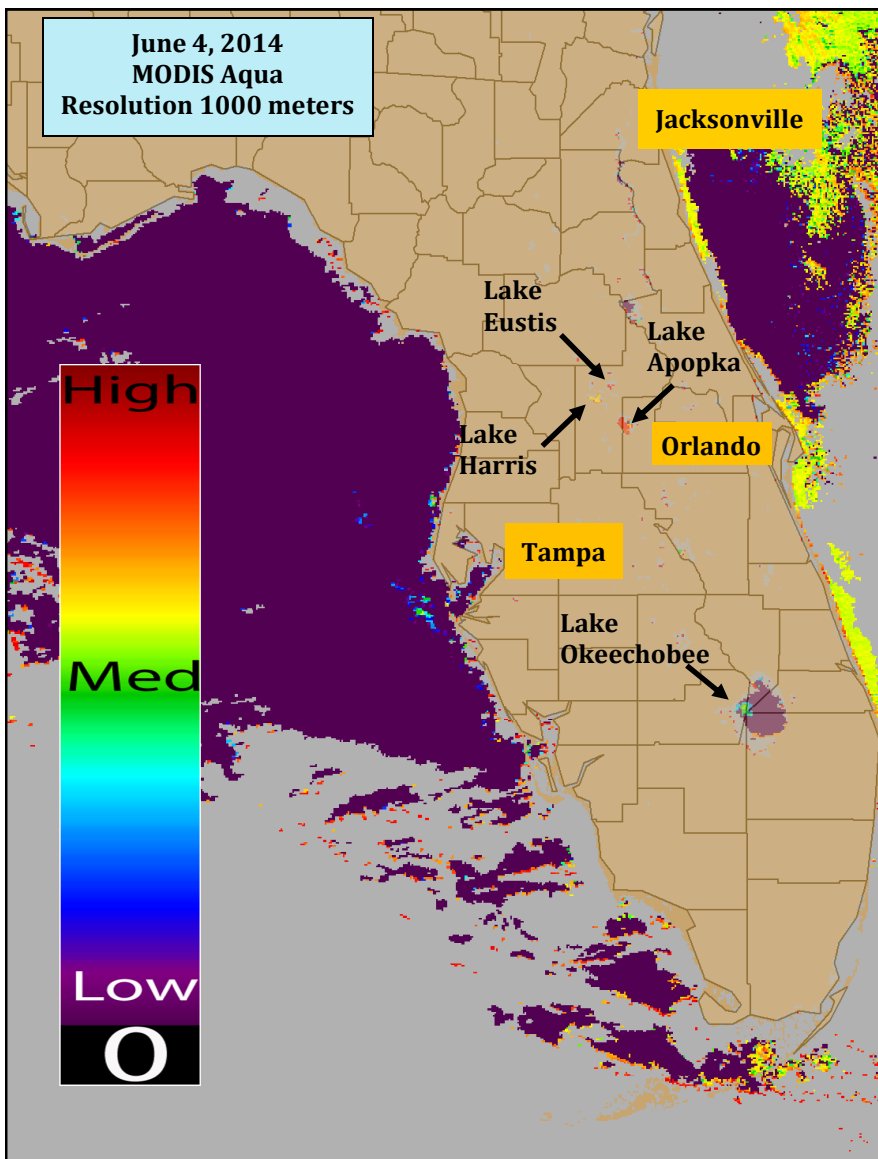 June 4, 2014
MODIS Aqua
Resolution 1000 meters
Jacksonville
Lake
Eustis
Lake
Apopka
High
Lake
Harris
Orlando
Tampa
Lake
Okeechobee
Med
Low
0